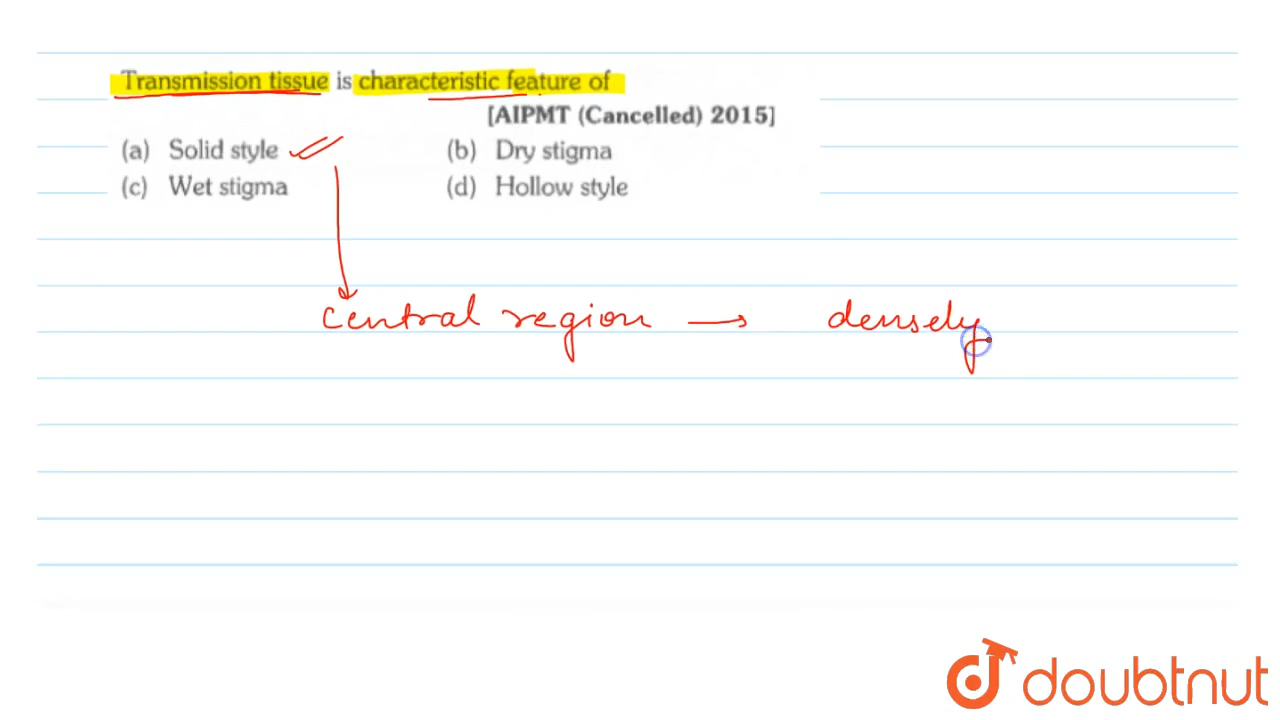 Transmission tissue is characteristic feature of
[AIPMT (Cancelled) 2015]
(a) Solid style (b) Dry stigma
(c) Wet stigma (d) Hollow style
central region → densely
doubtnut